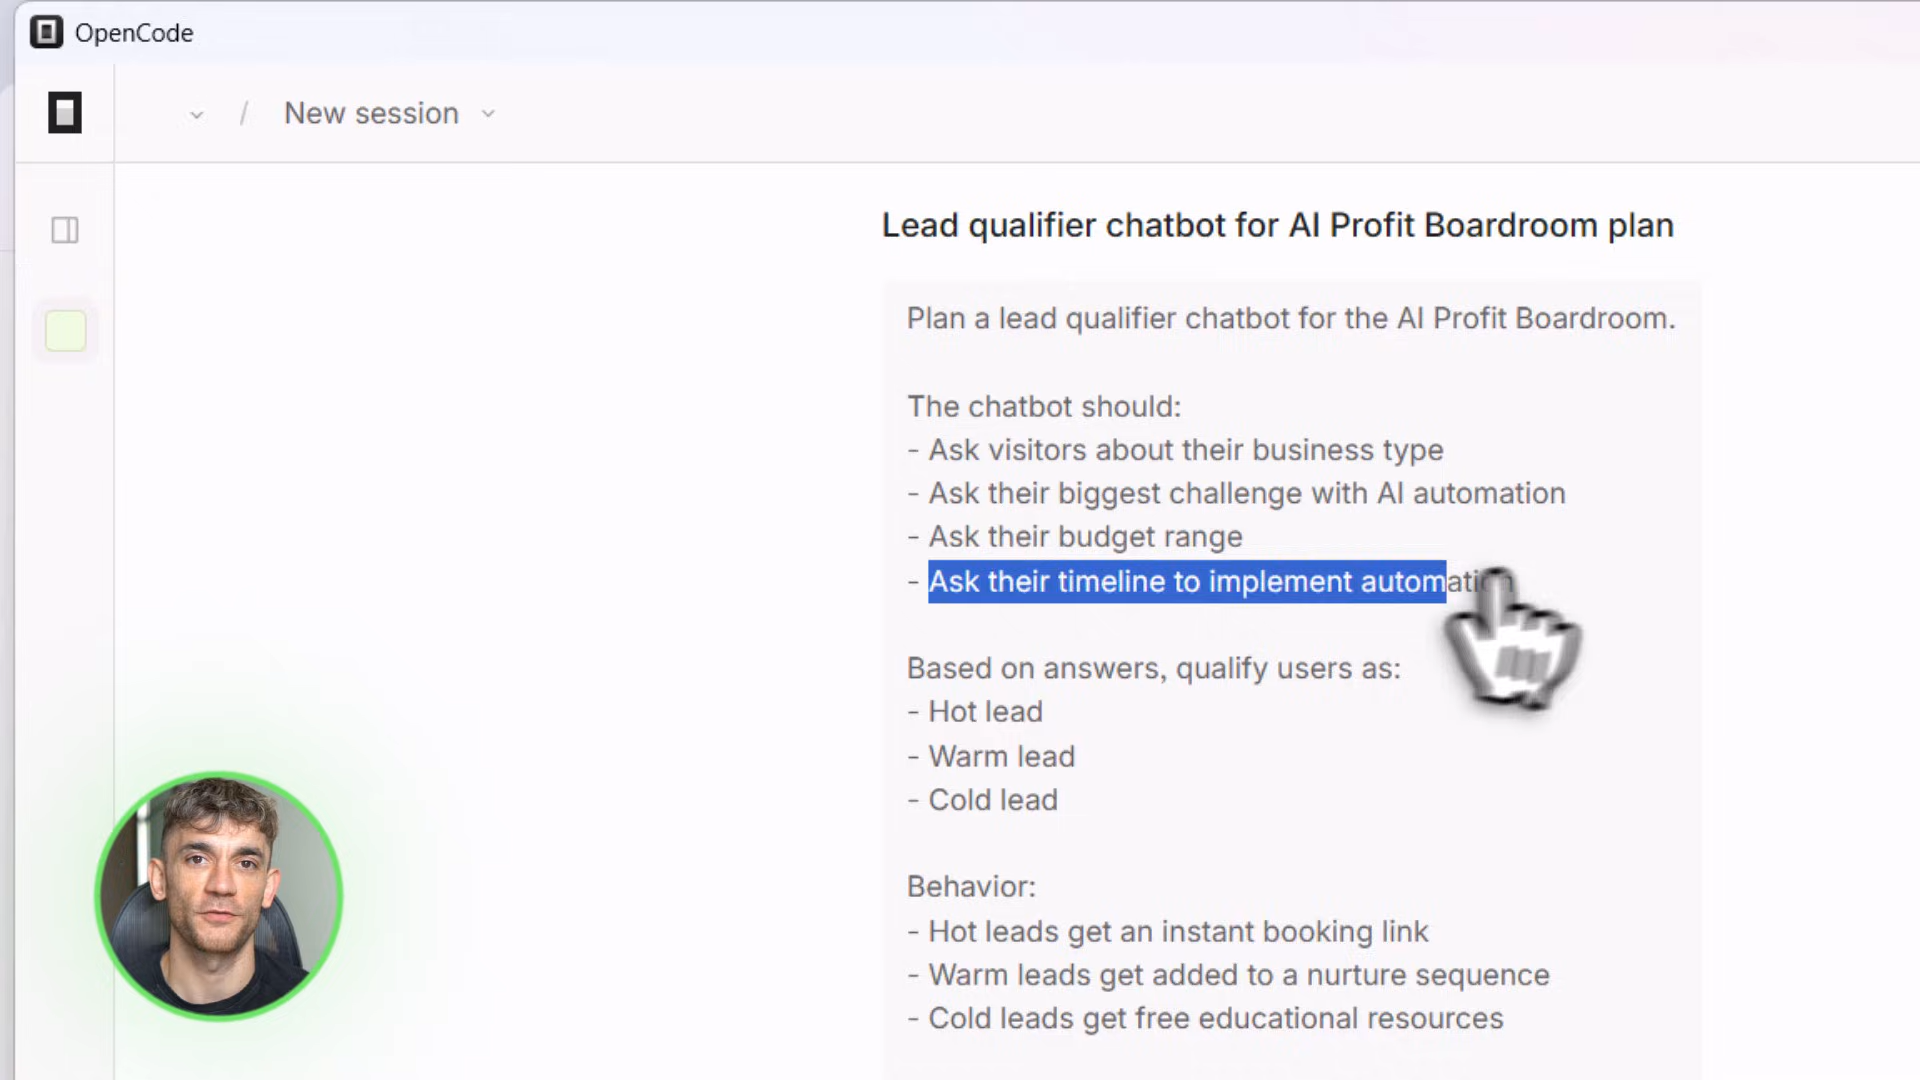 OpenCode
/ New session
Lead qualifier chatbot for AI Profit Boardroom plan
Plan a lead qualifier chatbot for the AI Profit Boardroom.
The chatbot should:
- Ask visitors about their business type
- Ask their biggest challenge with AI automation
- Ask their budget range
- Ask their timeline to implement automation
Based on answers, qualify users as:
- Hot lead
- Warm lead
- Cold lead
Behavior:
- Hot leads get an instant booking link
- Warm leads get added to a nurture sequence
- Cold leads get free educational resources